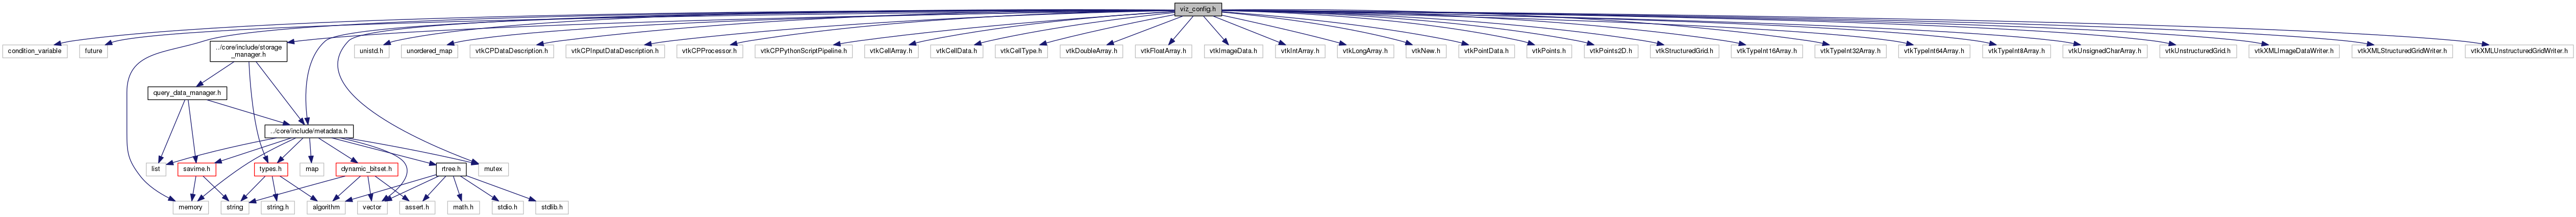 viz_config.h
condition_variable
future
../core/include/storage
_manager.h
unistd.h
unordered_map
vtkCPDataDescription.h
vtkCPInputDataDescription.h
vtkCPProcessor.h
vtkCPPythonScriptPipeline.h
vtkCellArray.h
vtkCellData.h
vtkCellType.h
vtkDoubleArray.h
vtkFloatArray.h
vtkImageData.h
vtkIntArray.h
vtkLongArray.h
vtkNew.h
vtkPointData.h
vtkPoints.h
vtkPoints2D.h
vtkStructuredGrid.h
vtkTypeInt16Array.h
vtkTypeInt32Array.h
vtkTypeInt64Array.h
vtkTypeInt8Array.h
vtkUnsignedCharArray.h
vtkUnstructuredGrid.h
vtkXMLImageDataWriter.h
vtkXMLStructuredGridWriter.h
vtkXMLUnstructuredGridWriter.h
query_data_manager.h
../core/include/metadata.h
list
savime.h
types.h
map
dynamic_bitset.h
rtree.h
mutex
memory
string
string.h
algorithm
vector
assert.h
math.h
stdio.h
stdlib.h